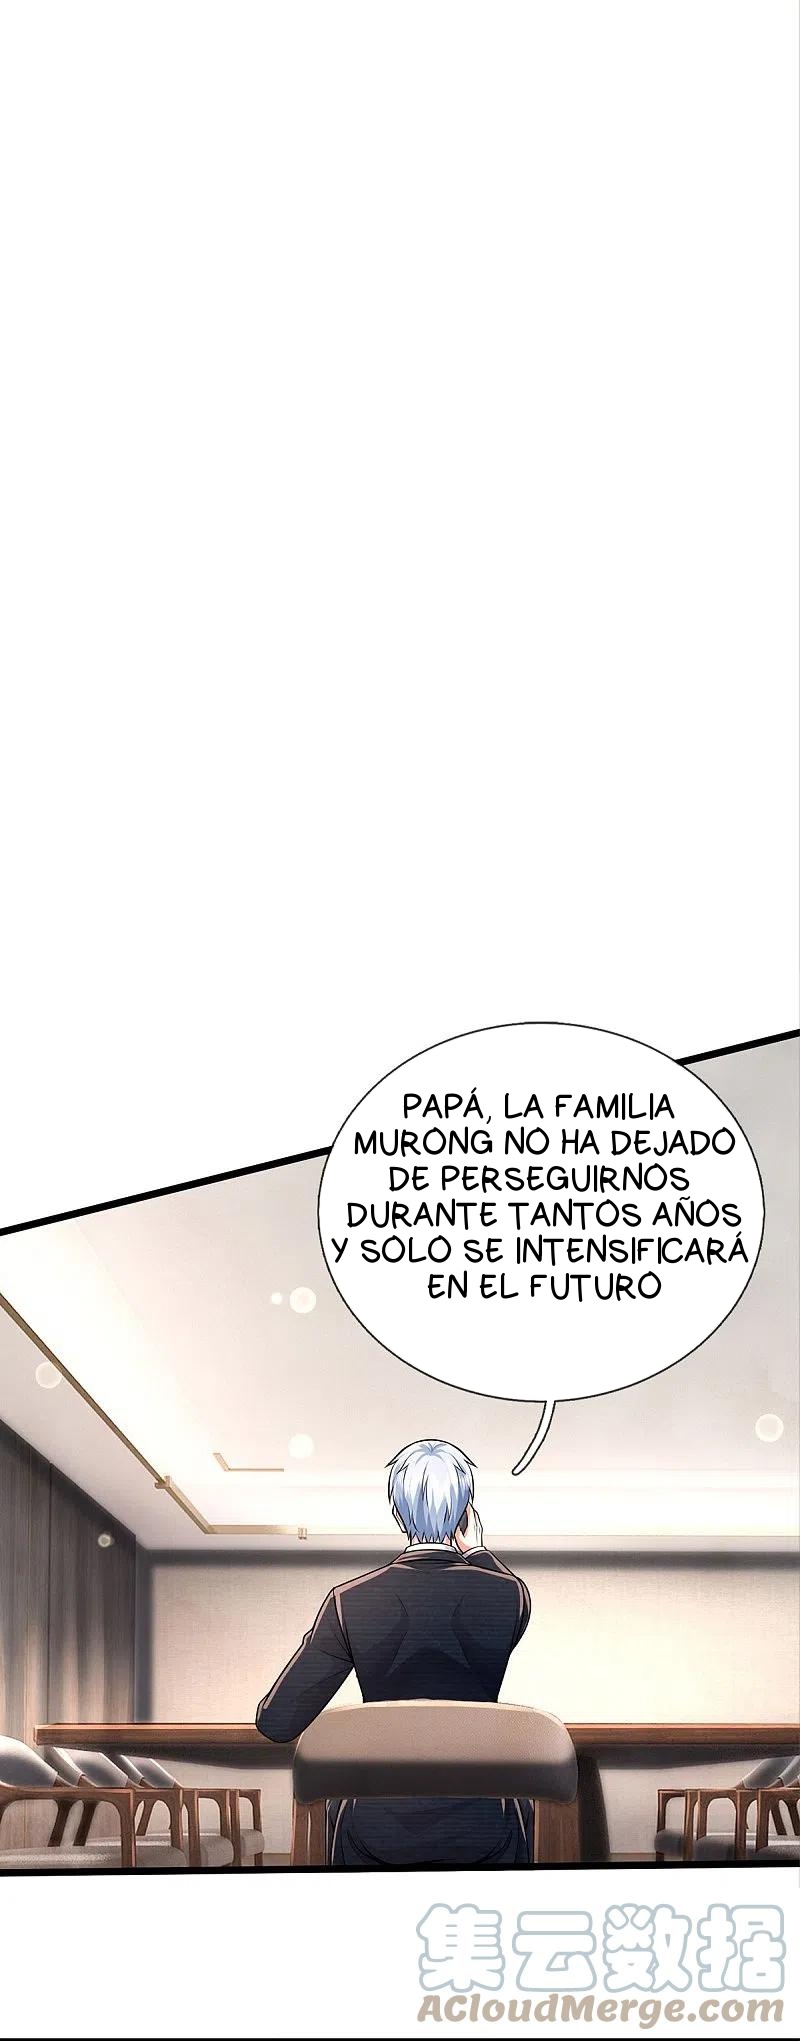 PAPÁ, LA FAMILIA
MURONG NO HA DEJADO
DE PERSEGUIRNOS
DURANTE TANTOS AÑOS
Y SOLO SE INTENSIFICARÁ
EN EL FUTURO
集云数据
AcloudMerge.com